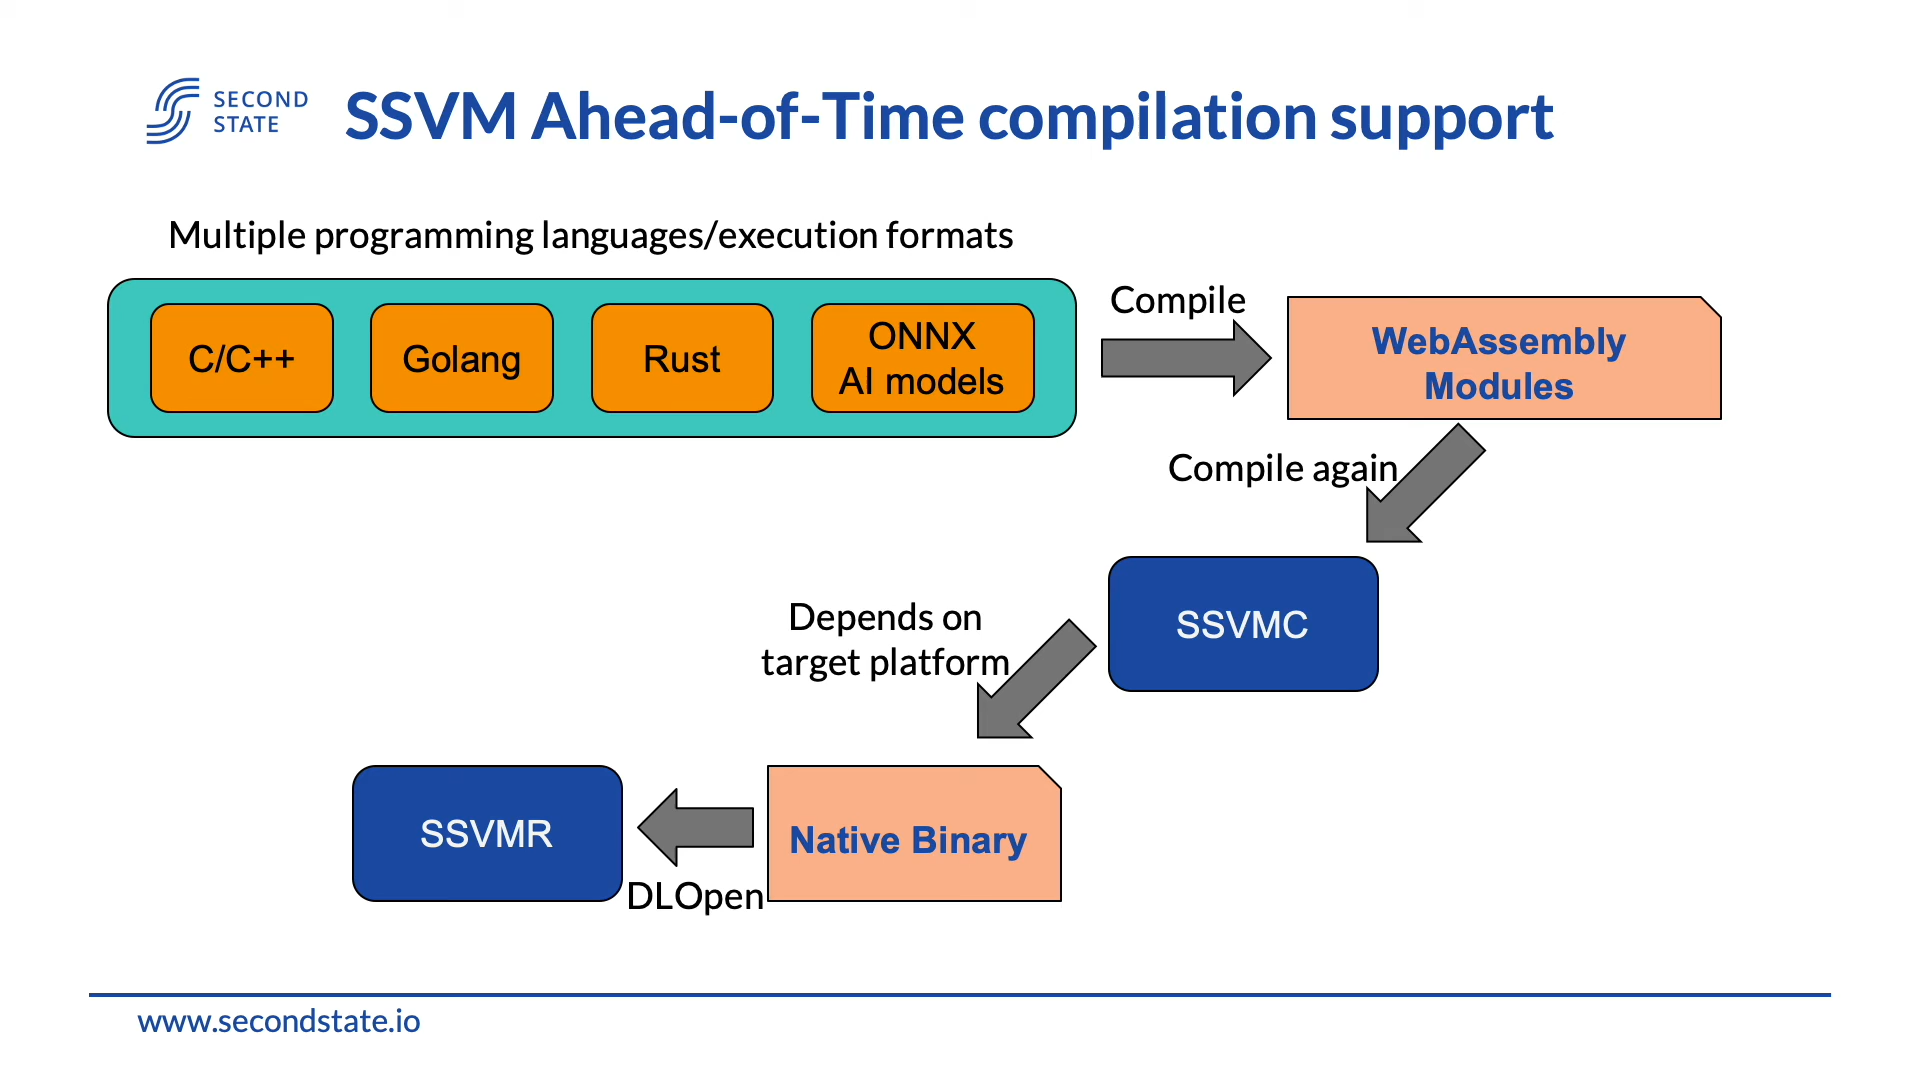 SECOND
STATE
SSVM Ahead-of-Time compilation support
Multiple programming languages/execution formats
C/C++
Golang
Rust
ONNX
AI models
Compile
WebAssembly
Modules
Compile again
SSVMC
Depends on
target platform
Native Binary
DLOpen
SSVMR
www.secondstate.io